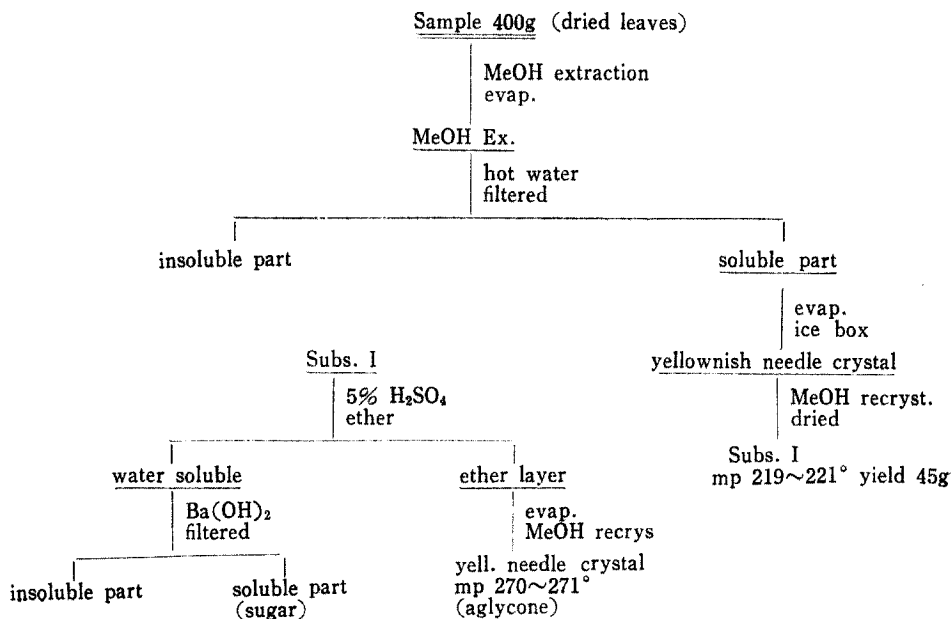 Sample 400g (dried leaves)
MeOH extraction
evap.
MeOH Ex.
hot water
filtered
insoluble part
soluble part
evap.
ice box
yellownish needle crystal
MeOH recryst.
dried
Subs. I
mp 219~221° yield 45g
Subs. I
5% H₂SO₄
ether
water soluble
ether layer
Ba(OH)₂
filtered
evap.
MeOH recrys
insoluble part
soluble part
(sugar)
yell. needle crystal
mp 270~271°
(aglycone)